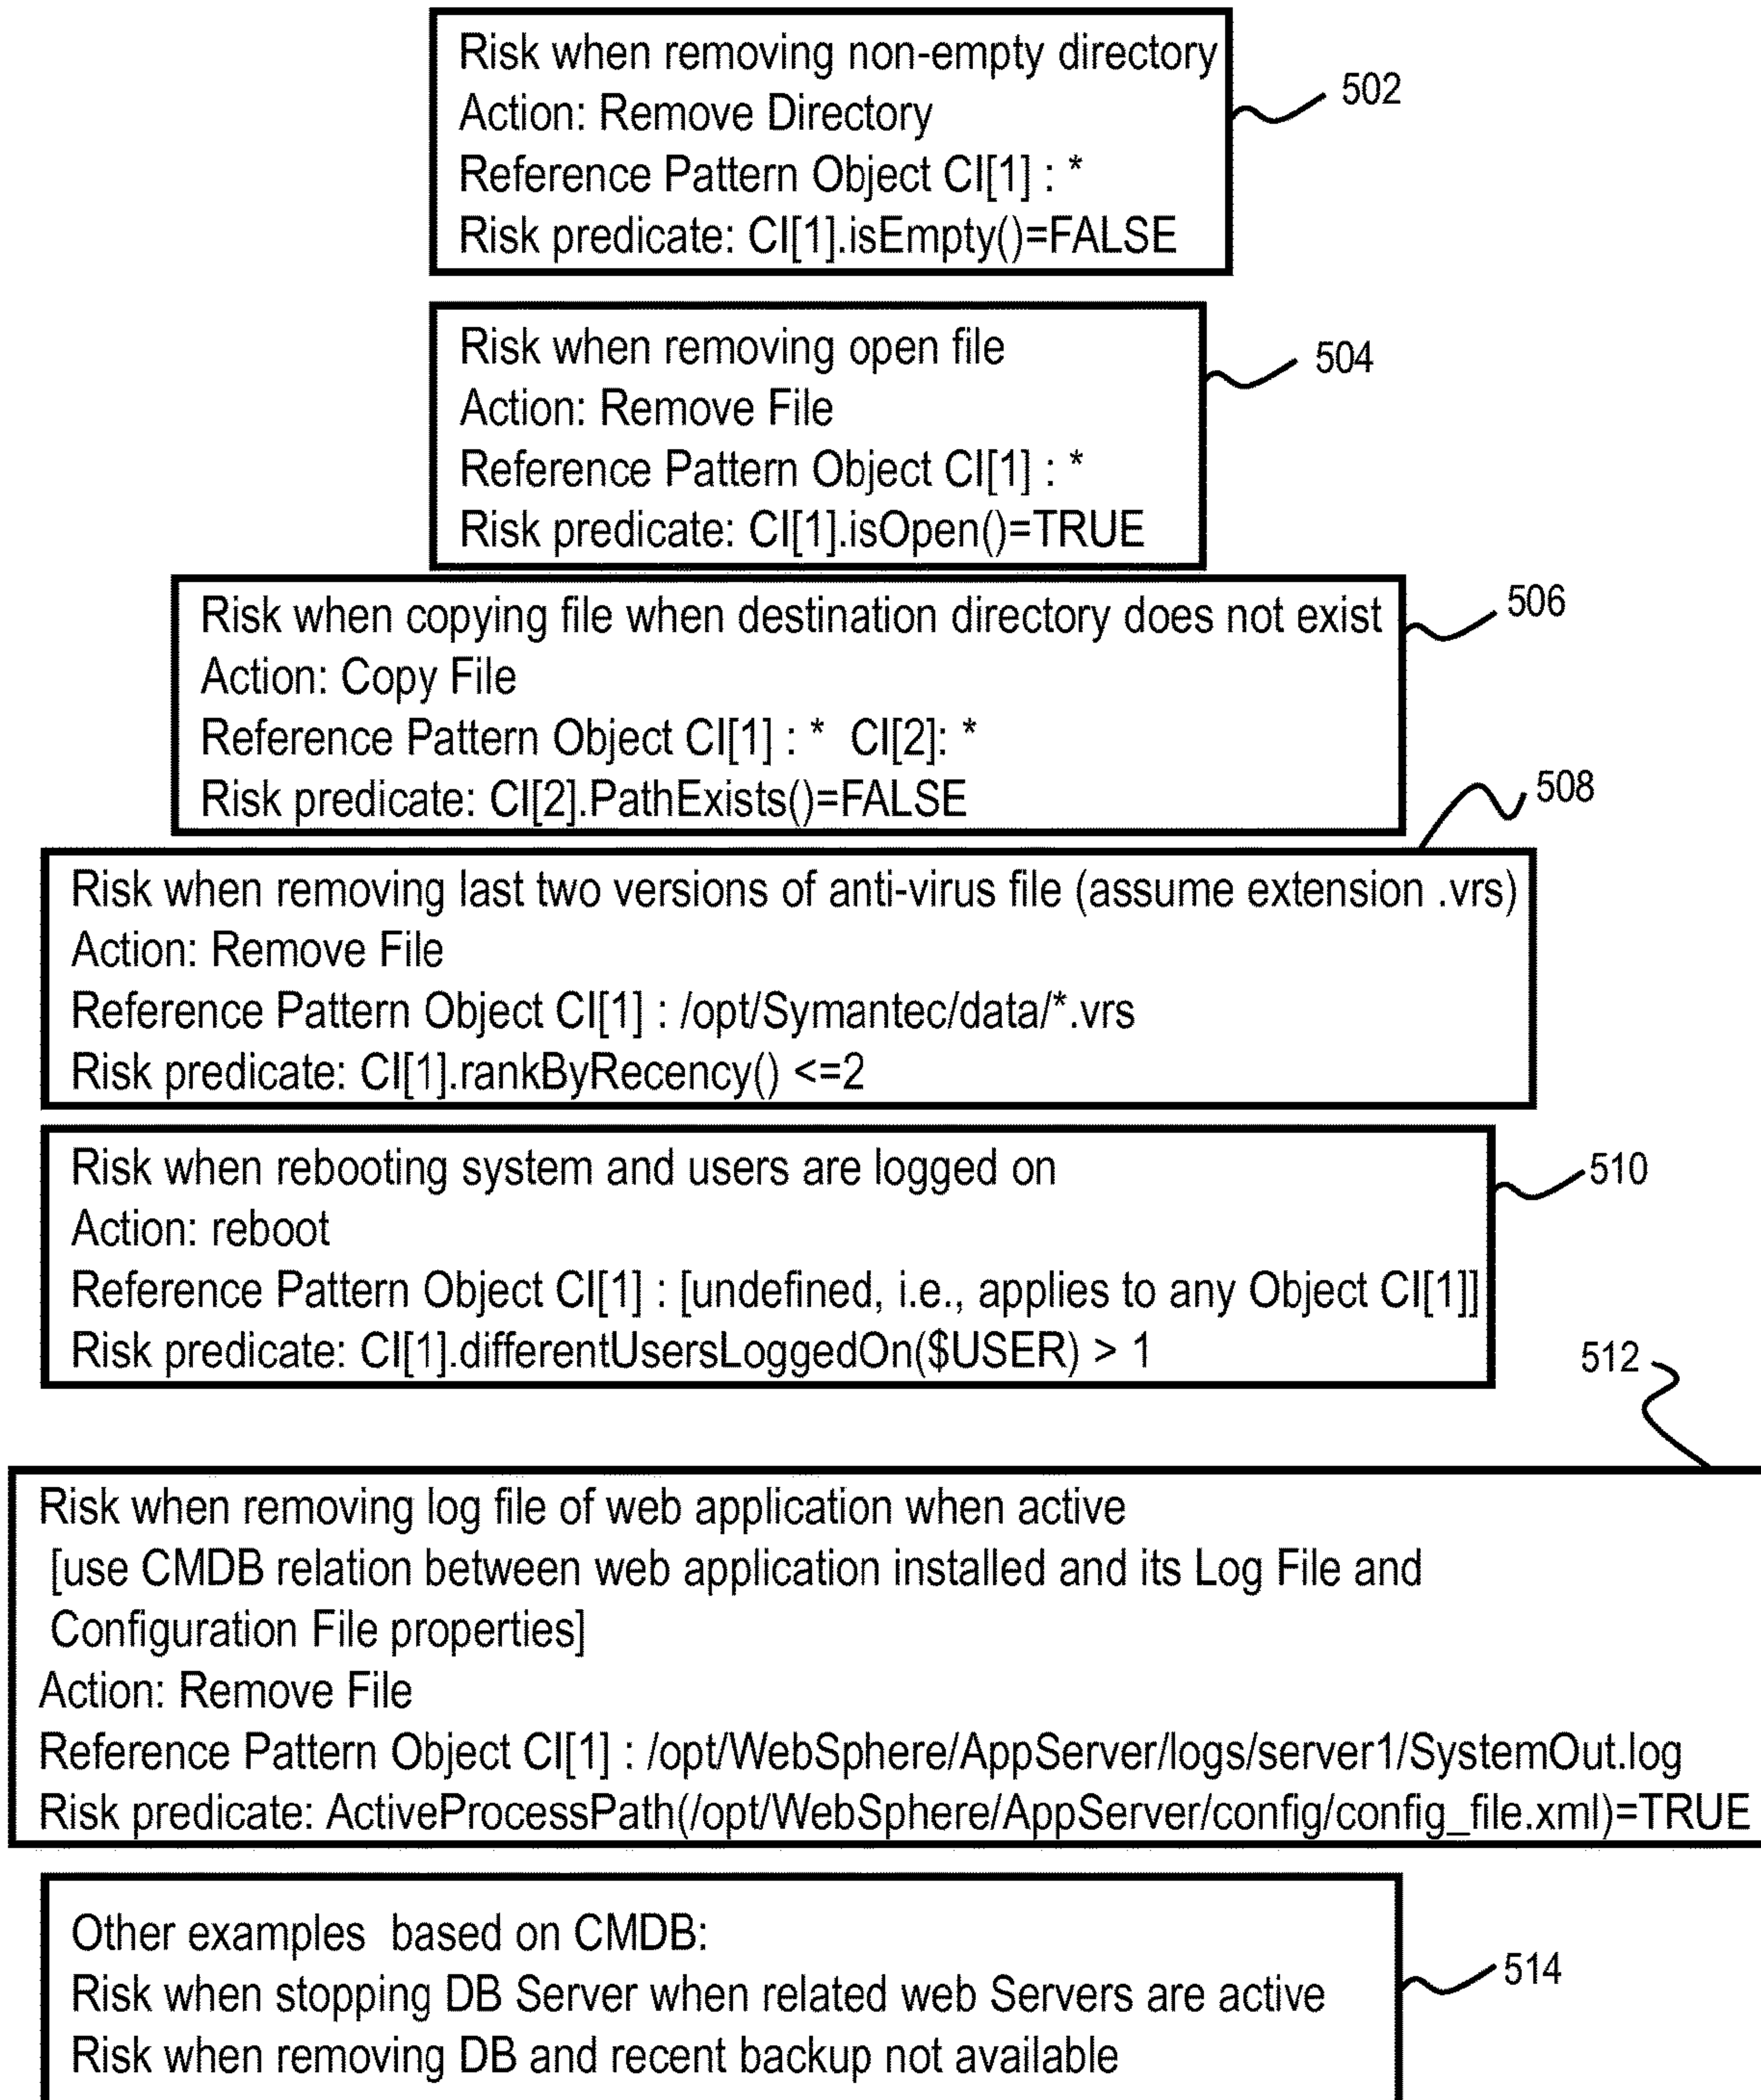 Risk when removing non-empty directory
Action: Remove Directory
Reference Pattern Object CI[1] : *
Risk predicate: CI[1].isEmpty()=FALSE
502
Risk when removing open file
Action: Remove File
Reference Pattern Object CI[1] : *
Risk predicate: CI[1].isOpen()=TRUE
504
Risk when copying file when destination directory does not exist
Action: Copy File
Reference Pattern Object CI[1] : *  CI[2]: *
Risk predicate: CI[2].PathExists()=FALSE
506
Risk when removing last two versions of anti-virus file (assume extension .vrs)
Action: Remove File
Reference Pattern Object CI[1] : /opt/Symantec/data/*.vrs
Risk predicate: CI[1].rankByRecency() <=2
508
Risk when rebooting system and users are logged on
Action: reboot
Reference Pattern Object CI[1] : [undefined, i.e., applies to any Object CI[1]]
Risk predicate: CI[1].differentUsersLoggedOn($USER) > 1
510
512
Risk when removing log file of web application when active
[use CMDB relation between web application installed and its Log File and
Configuration File properties]
Action: Remove File
Reference Pattern Object CI[1] : /opt/WebSphere/AppServer/logs/server1/SystemOut.log
Risk predicate: ActiveProcessPath(/opt/WebSphere/AppServer/config/config_file.xml)=TRUE
Other examples  based on CMDB:
Risk when stopping DB Server when related web Servers are active
Risk when removing DB and recent backup not available
514